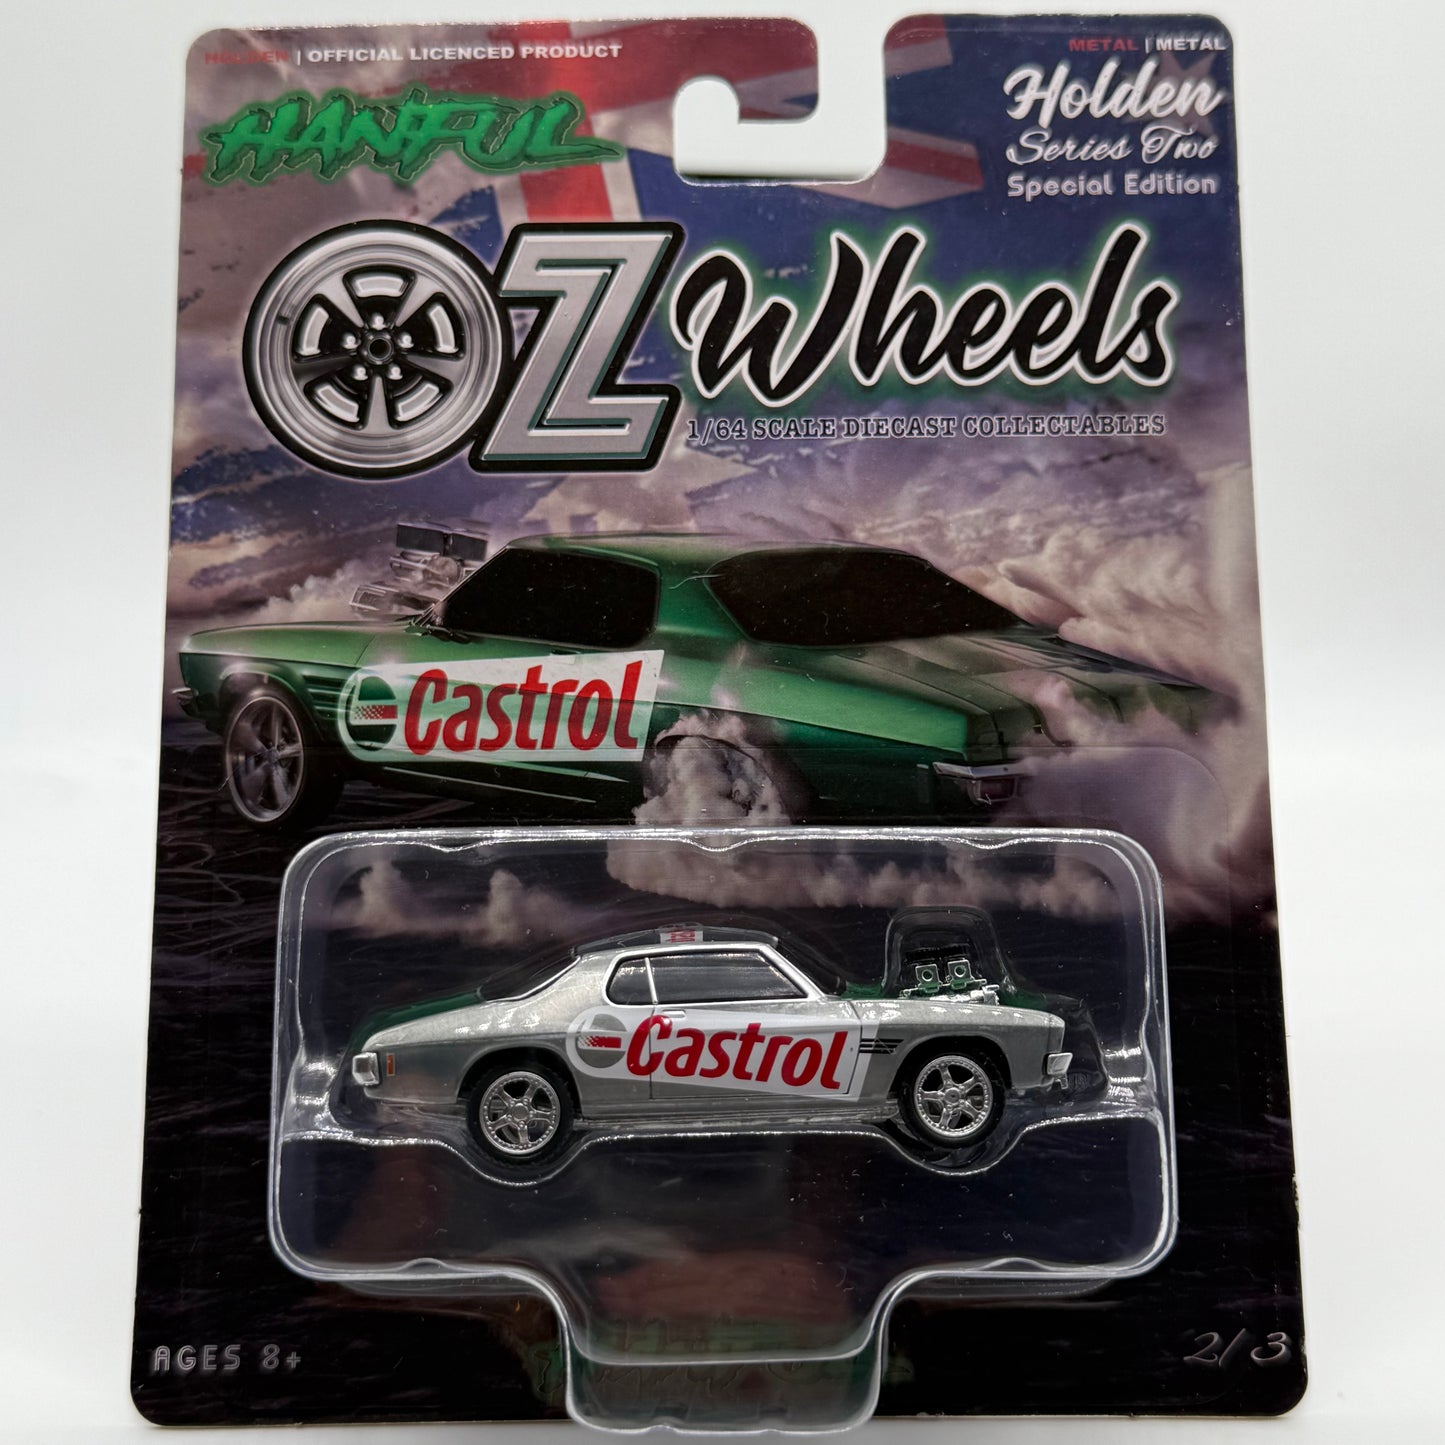 HOLDEN | OFFICIAL LICENCED PRODUCT
METAL | METAL
HANFUL
Holden
Series Two
Special Edition
OZ Wheels
1/64 SCALE DIECAST COLLECTABLES
Castrol
Castrol
AGES 8+
2/3